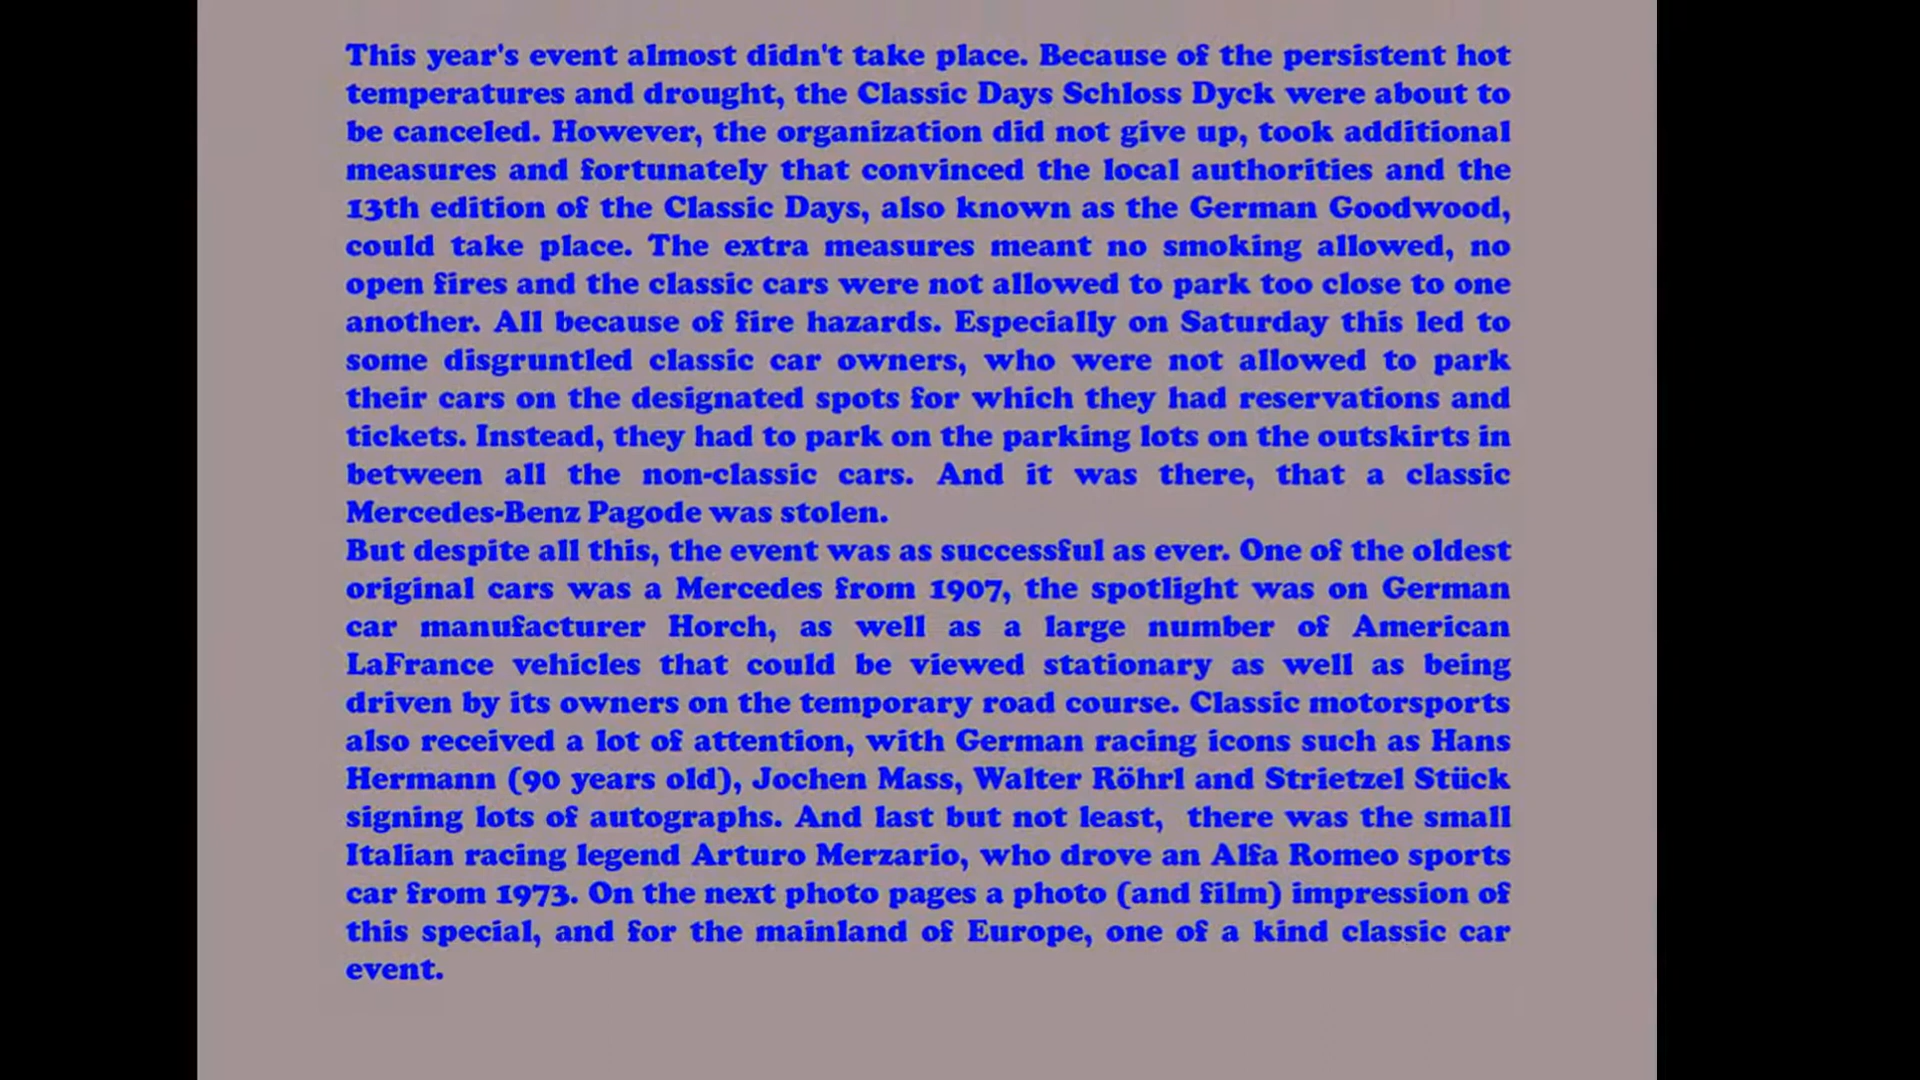 This year's event almost didn't take place. Because of the persistent hot
temperatures and drought, the Classic Days Schloss Dyck were about to
be canceled. However, the organization did not give up, took additional
measures and fortunately that convinced the local authorities and the
13th edition of the Classic Days, also known as the German Goodwood,
could take place. The extra measures meant no smoking allowed, no
open fires and the classic cars were not allowed to park too close to one
another. All because of fire hazards. Especially on Saturday this led to
some disgruntled classic car owners, who were not allowed to park
their cars on the designated spots for which they had reservations and
tickets. Instead, they had to park on the parking lots on the outskirts in
between all the non-classic cars. And it was there, that a classic
Mercedes-Benz Pagode was stolen.
But despite all this, the event was as successful as ever. One of the oldest
original cars was a Mercedes from 1907, the spotlight was on German
car manufacturer Horch, as well as a large number of American
LaFrance vehicles that could be viewed stationary as well as being
driven by its owners on the temporary road course. Classic motorsports
also received a lot of attention, with German racing icons such as Hans
Hermann (90 years old), Jochen Mass, Walter Röhrl and Strietzel Stück
signing lots of autographs. And last but not least,  there was the small
Italian racing legend Arturo Merzario, who drove an Alfa Romeo sports
car from 1973. On the next photo pages a photo (and film) impression of
this special, and for the mainland of Europe, one of a kind classic car
event.